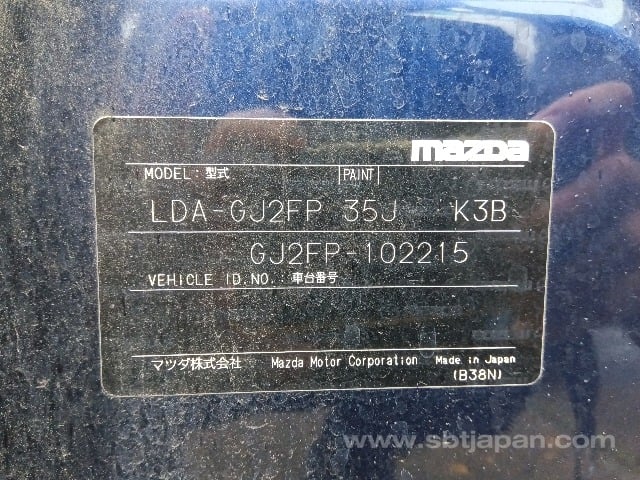 mazda
MODEL: 型式 PAINT
LDA-GJ2FP 35J K3B
GJ2FP-102215
VEHICLE ID.NO. 車台番号
マツダ株式会社 Mazda Motor Corporation Made in Japan
(B38N)
www.sbtjapan.com